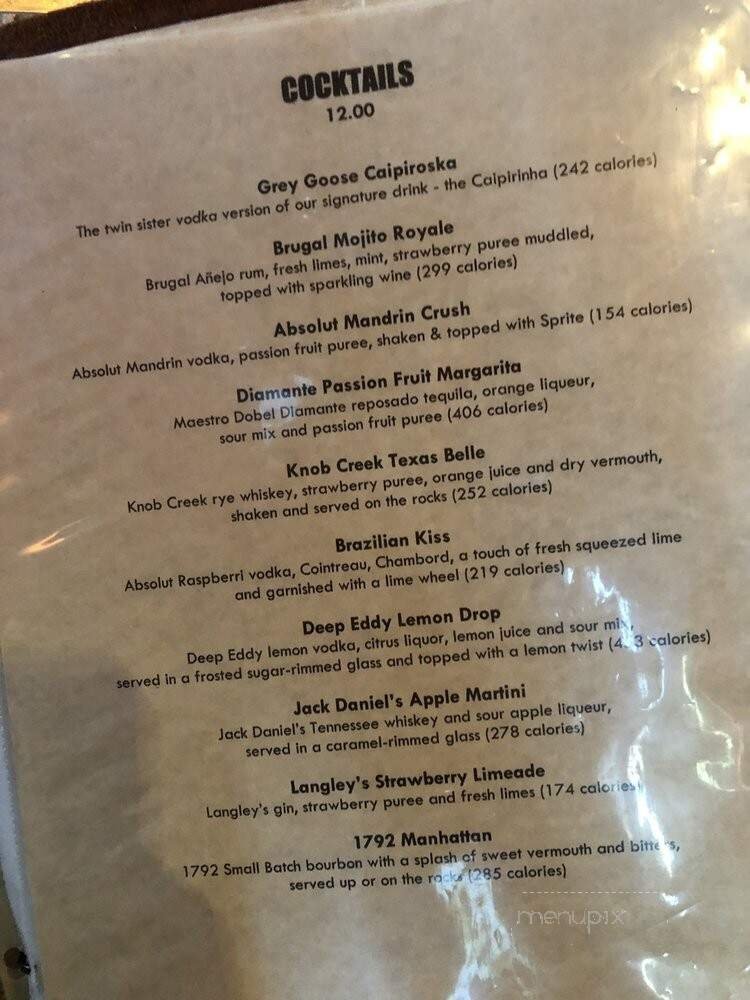 COCKTAILS
12.00
Grey Goose Caipiroska
The twin sister vodka version of our signature drink - the Caipirinha (242 calories)
Brugal Mojito Royale
Brugal Añejo rum, fresh limes, mint, strawberry puree muddled,
topped with sparkling wine (299 calories)
Absolut Mandrin Crush
Absolut Mandrin vodka, passion fruit puree, shaken & topped with Sprite (154 calories)
Diamante Passion Fruit Margarita
Maestro Dobel Diamante reposado tequila, orange liqueur,
sour mix and passion fruit puree (406 calories)
Knob Creek Texas Belle
Knob Creek rye whiskey, strawberry puree, orange juice and dry vermouth,
shaken and served on the rocks (252 calories)
Brazilian Kiss
Absolut Raspberri vodka, Cointreau, Chambord, a touch of fresh squeezed lime
and garnished with a lime wheel (219 calories)
Deep Eddy Lemon Drop
Deep Eddy lemon vodka, citrus liquor, lemon juice and sour mix,
served in a frosted sugar-rimmed glass and topped with a lemon twist calories)
Jack Daniel's Apple Martini
Jack Daniel's Tennessee whiskey and sour apple liqueur,
served in a caramel-rimmed glass (278 calories)
Langley's Strawberry Limeade
Langley's gin, strawberry puree and fresh limes (174 calories)
1792 Manhattan
1792 Small Batch bourbon with a splash of sweet vermouth and bitters,
served up or on the rocks (285 calories)
menupix